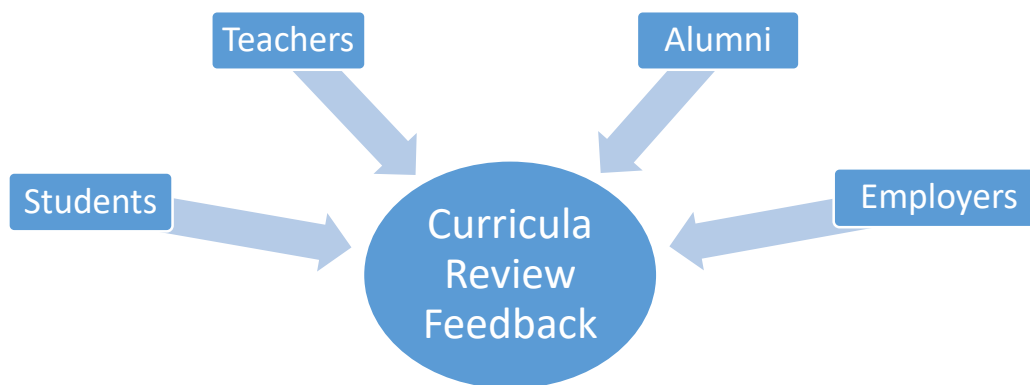 Teachers
Alumni
Students
Employers
Curricula
Review
Feedback